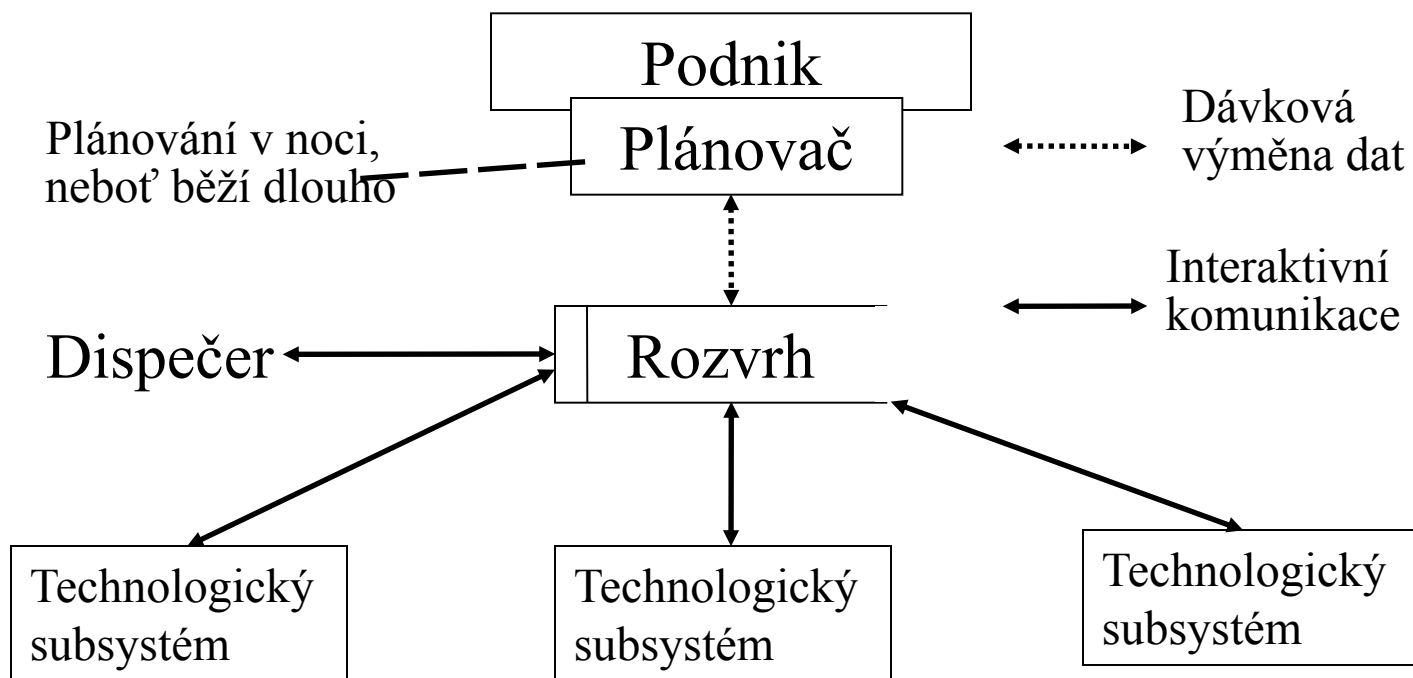 Podnik
Plánovač
Plánování v noci,
neboť běží dlouho
Dávková
výměna dat
Interaktivní
komunikace
Dispečer
Rozvrh
Technologický
subsystém
Technologický
subsystém
Technologický
subsystém